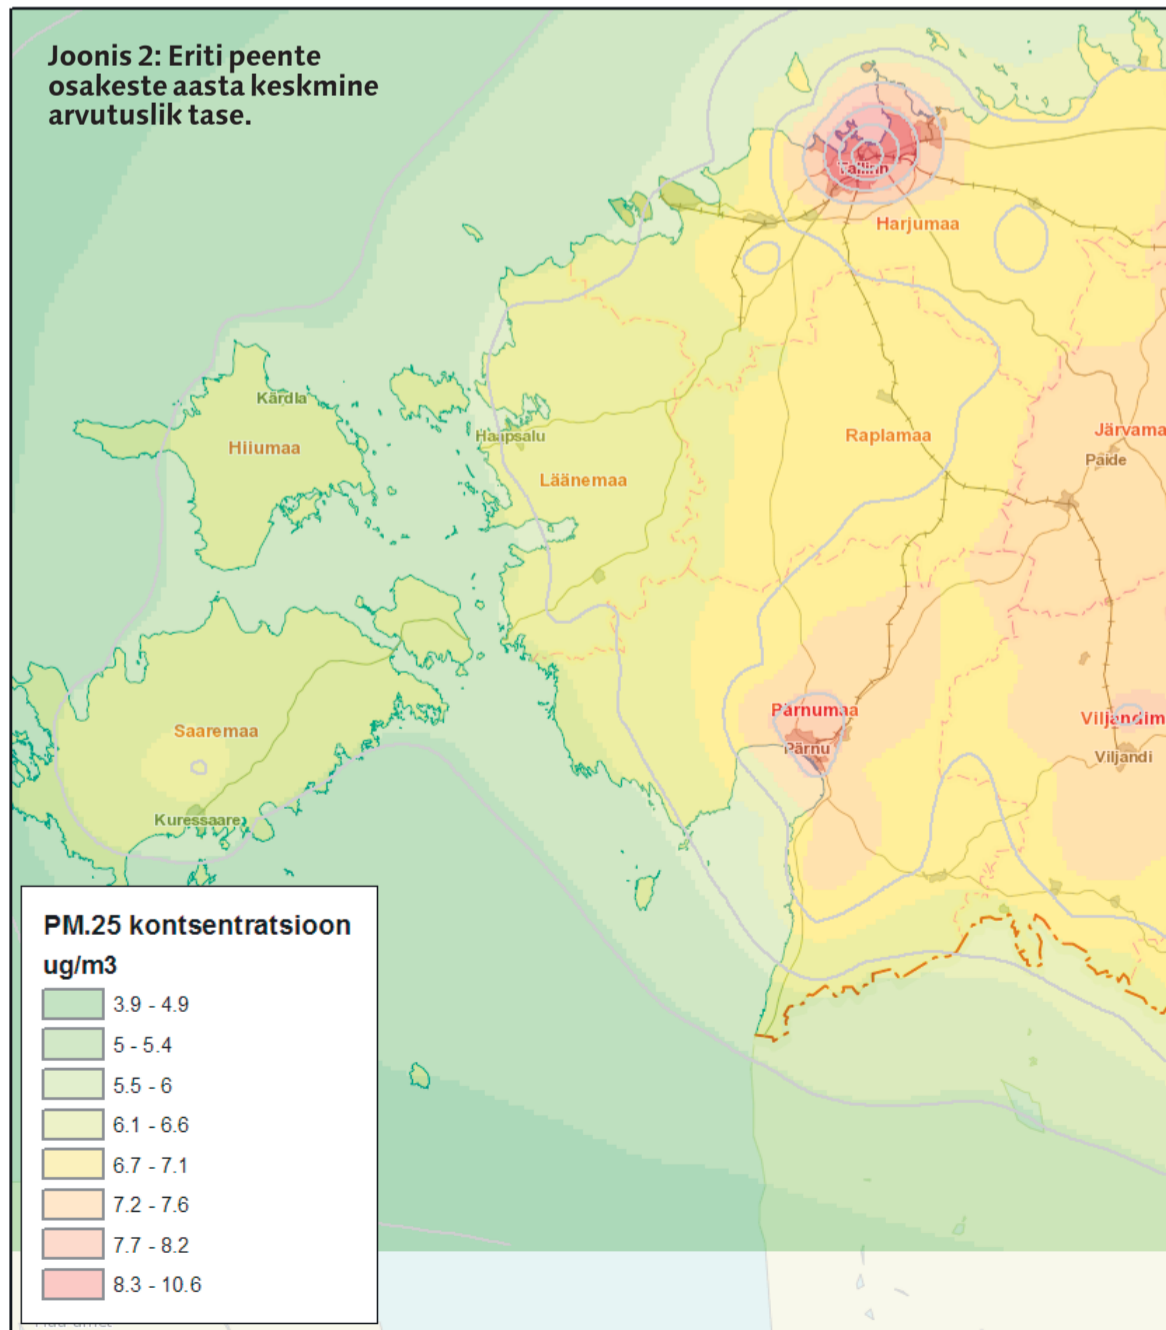 Joonis 2: Eriti peente
osakeste aasta keskmine
arvutuslik tase.
Tallinn
Harjumaa
Kärdla
Hiiumaa
Haapsalu
Läänemaa
Raplamaa
Järvama
Paide
Saaremaa
Kuressaare
Pärnumaa
Pärnu
Viljandim
Viljandi
PM.25 kontsentratsioon
ug/m3
3.9 - 4.9
5 - 5.4
5.5 - 6
6.1 - 6.6
6.7 - 7.1
7.2 - 7.6
7.7 - 8.2
8.3 - 10.6